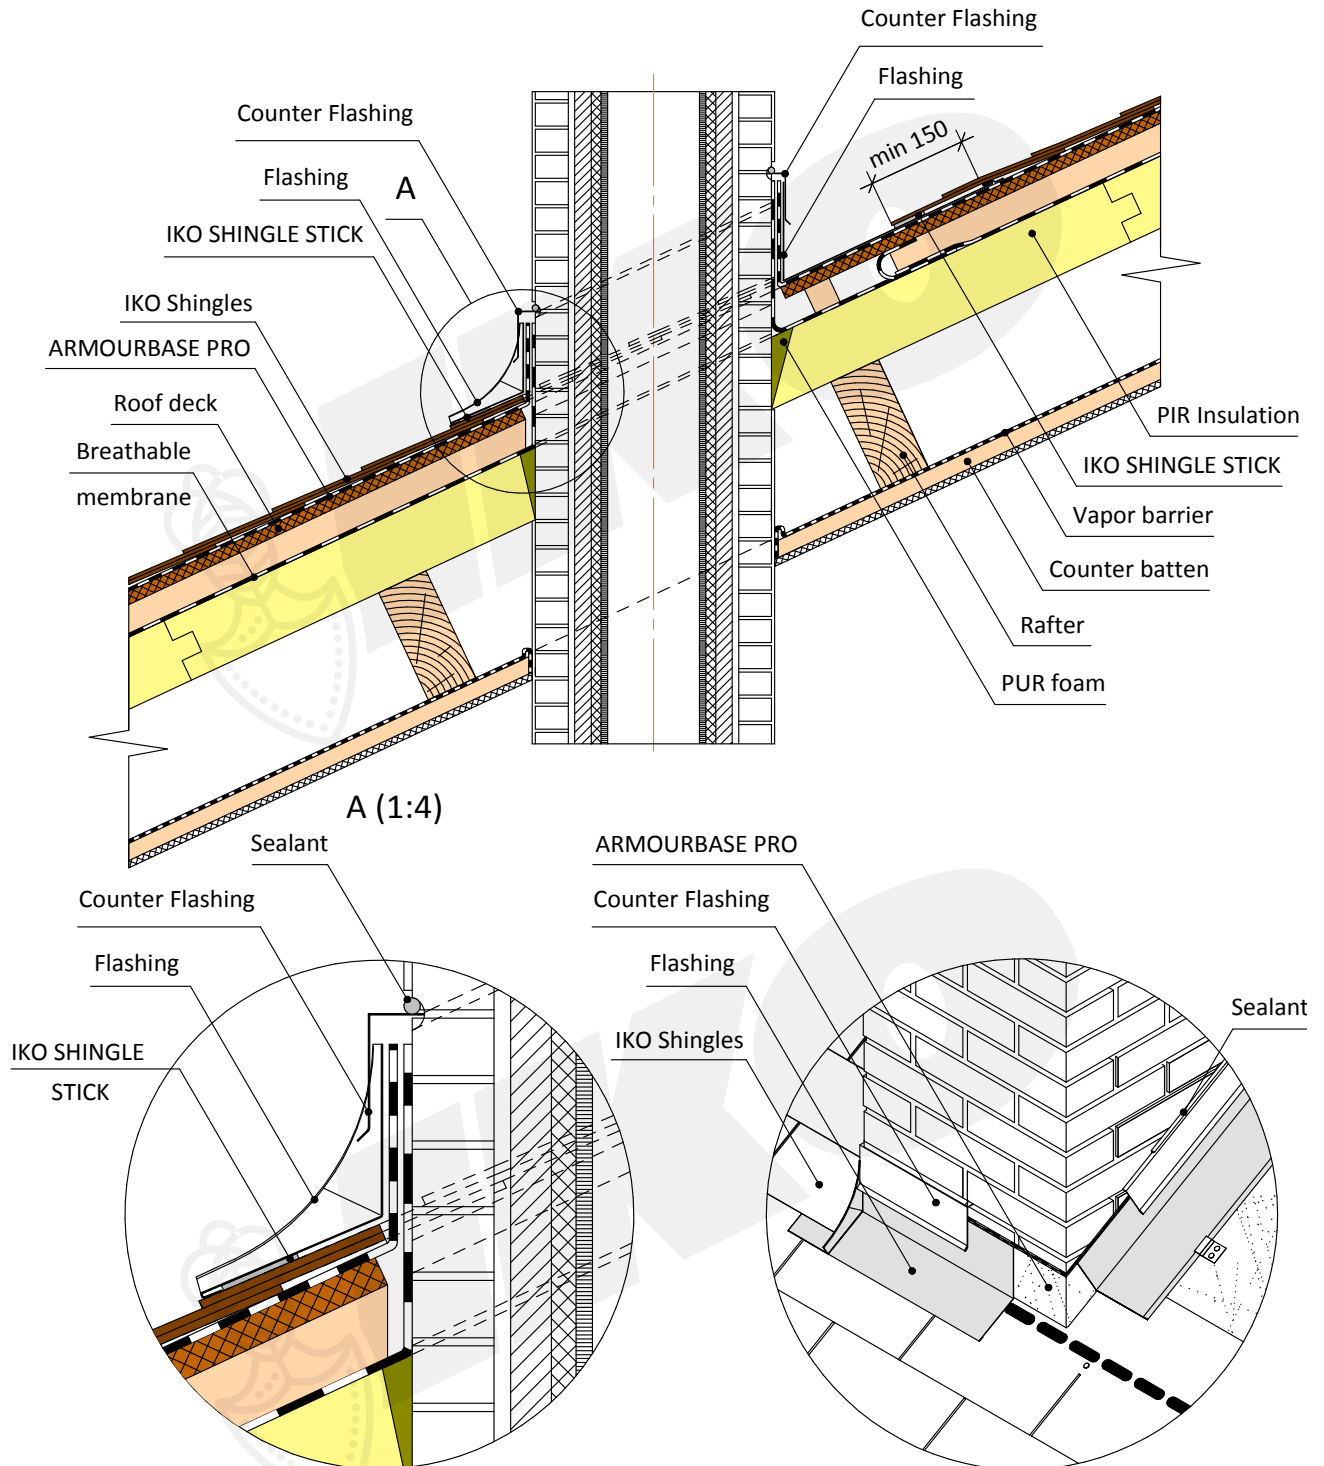 Counter Flashing
Flashing
Counter Flashing
Flashing
A
IKO SHINGLE STICK
IKO Shingles
ARMOURBASE PRO
Roof deck
Breathable
membrane
min 150
PIR Insulation
IKO SHINGLE STICK
Vapor barrier
Counter batten
Rafter
PUR foam
A (1:4)
Sealant
Counter Flashing
Flashing
IKO SHINGLE
STICK
ARMOURBASE PRO
Counter Flashing
Flashing
IKO Shingles
Sealant
IKO
IKO